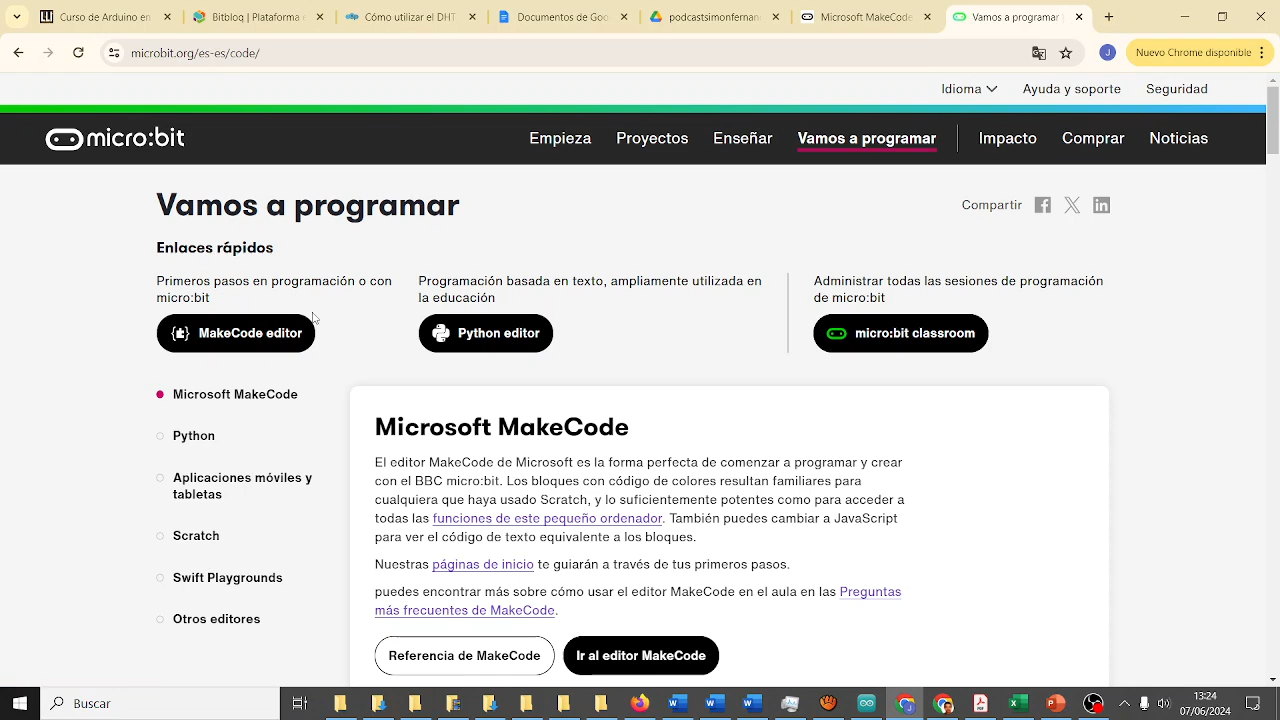 Curso de Arduino en
Bitbloq | Plataforma
Cómo utilizar el DHT
Documentos de Goo
podcastsimonfernan
Microsoft MakeCode
Vamos a programar
microbit.org/es-es/code/
J
Nuevo Chrome disponible
Idioma
Ayuda y soporte
Seguridad
micro:bit
Empieza
Proyectos
Enseñar
Vamos a programar
Impacto
Comprar
Noticias
Vamos a programar
Compartir
Enlaces rápidos
Primeros pasos en programación o con
micro:bit
MakeCode editor
Programación basada en texto, ampliamente utilizada en
la educación
Python editor
Administrar todas las sesiones de programación
de micro:bit
micro:bit classroom
Microsoft MakeCode
Python
Aplicaciones móviles y
tabletas
Scratch
Swift Playgrounds
Otros editores
Microsoft MakeCode
El editor MakeCode de Microsoft es la forma perfecta de comenzar a programar y crear
con el BBC micro:bit. Los bloques con código de colores resultan familiares para
cualquiera que haya usado Scratch, y lo suficientemente potentes como para acceder a
todas las funciones de este pequeño ordenador. También puedes cambiar a JavaScript
para ver el código de texto equivalente a los bloques.
Nuestras páginas de inicio te guiarán a través de tus primeros pasos.
puedes encontrar más sobre cómo usar el editor MakeCode en el aula en las Preguntas
más frecuentes de MakeCode.
Referencia de MakeCode
Ir al editor MakeCode
Buscar
13:24
07/06/2024